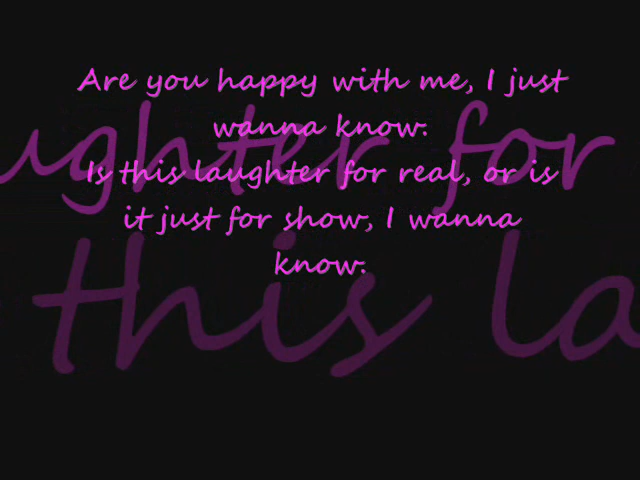 Are you happy with me, I just
wanna know.
Is this laughter for real, or is
it just for show, I wanna
know.
ughter for
this la